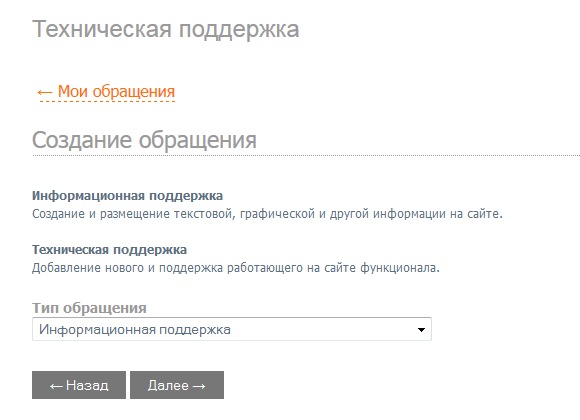 Техническая поддержка
← Мои обращения
Создание обращения
Информационная поддержка
Создание и размещение текстовой, графической и другой информации на сайте.
Техническая поддержка
Добавление нового и поддержка работающего на сайте функционала.
Тип обращения
Информационная поддержка
← Назад Далее →